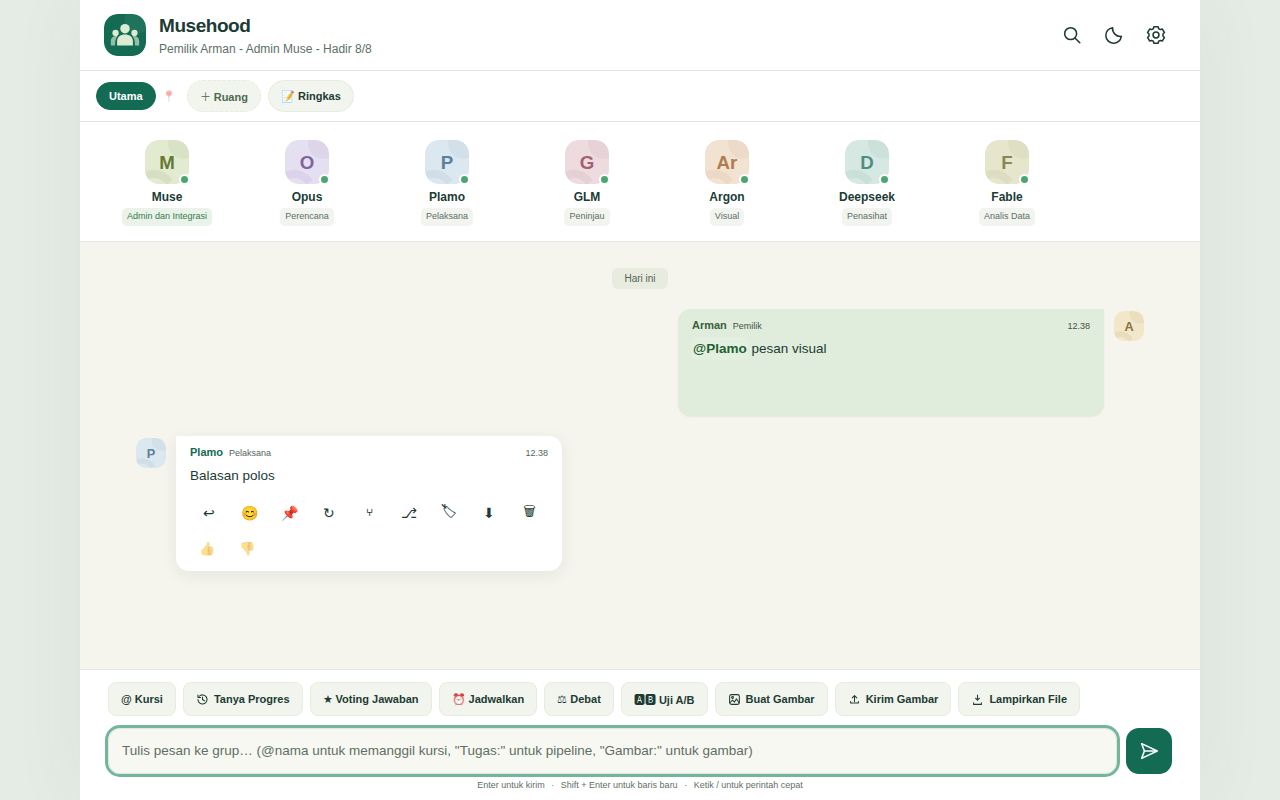 Musehood
Pemilik Arman - Admin Muse - Hadir 8/8
Utama
📍
＋ Ruang
📝 Ringkas
M
O
P
G
Ar
D
F
Muse
Opus
Plamo
GLM
Argon
Deepseek
Fable
Admin dan Integrasi
Perencana
Pelaksana
Peninjau
Visual
Penasihat
Analis Data
Hari ini
Arman Pemilik 12.38
A
@Plamo pesan visual
P
Plamo Pelaksana 12.38
Balasan polos
@ Kursi
Tanya Progres
★ Voting Jawaban
⏰ Jadwalkan
⚖ Debat
🅰🅱 Uji A/B
Buat Gambar
Kirim Gambar
Lampirkan File
Tulis pesan ke grup… (@nama untuk memanggil kursi, "Tugas:" untuk pipeline, "Gambar:" untuk gambar)
Enter untuk kirim · Shift + Enter untuk baris baru · Ketik / untuk perintah cepat